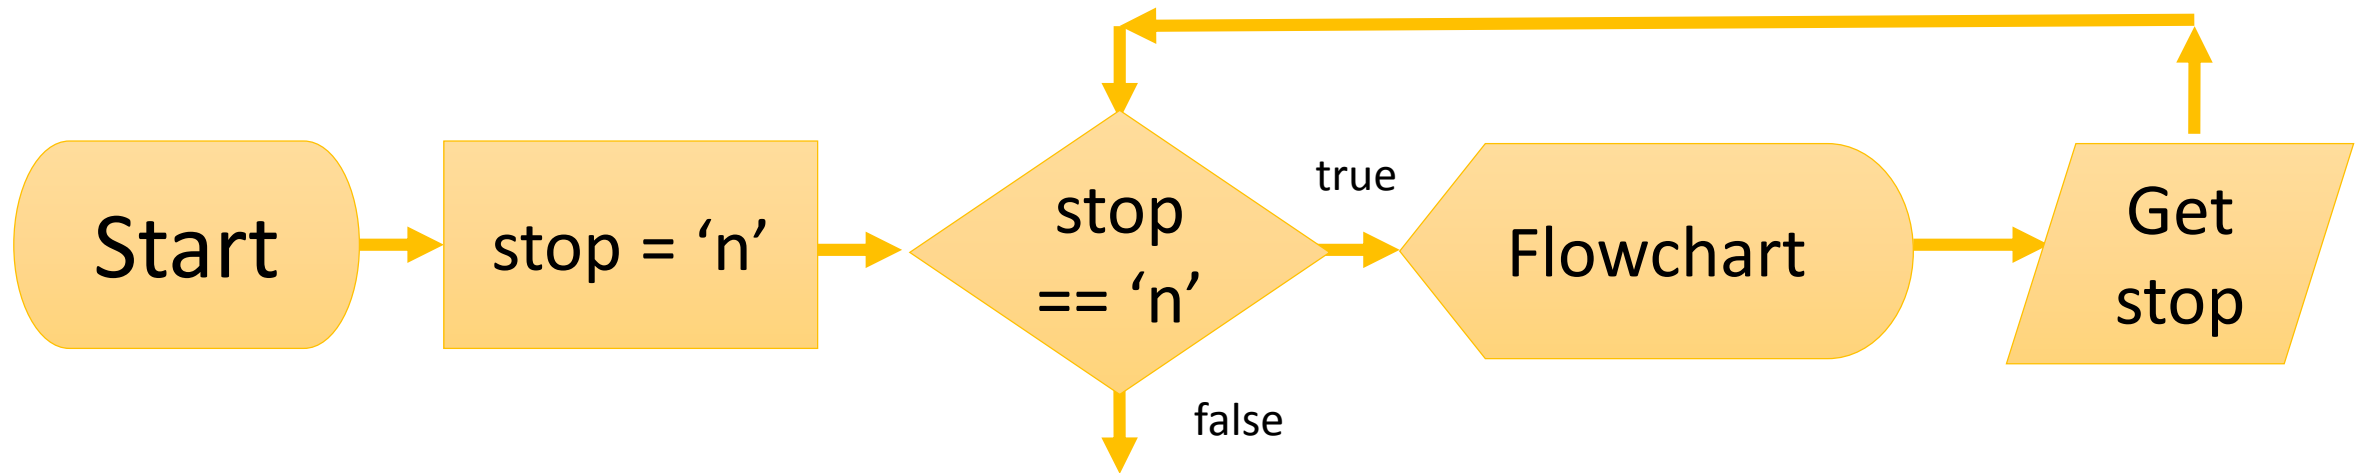 Start
stop = ‘n’
stop
== ‘n’
true
false
Flowchart
Get
stop